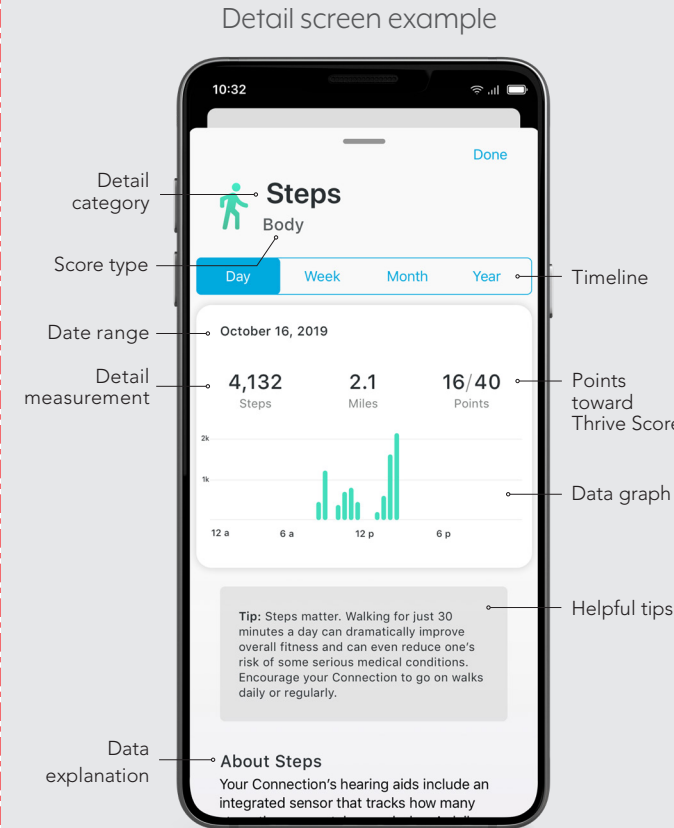 Detail screen example
10:32
Done
Detail
category
Steps
Body
Score type
Day Week Month Year
Timeline
Date range
October 16, 2019
Detail
measurement
4,132 2.1 16/40
Steps Miles Points
Points
toward
Thrive Score
2k
1k
Data graph
12 a 6 a 12 p 6 p
Helpful tips
Tip: Steps matter. Walking for just 30
minutes a day can dramatically improve
overall fitness and can even reduce one's
risk of some serious medical conditions.
Encourage your Connection to go on walks
daily or regularly.
Data
explanation
About Steps
Your Connection's hearing aids include an
integrated sensor that tracks how many